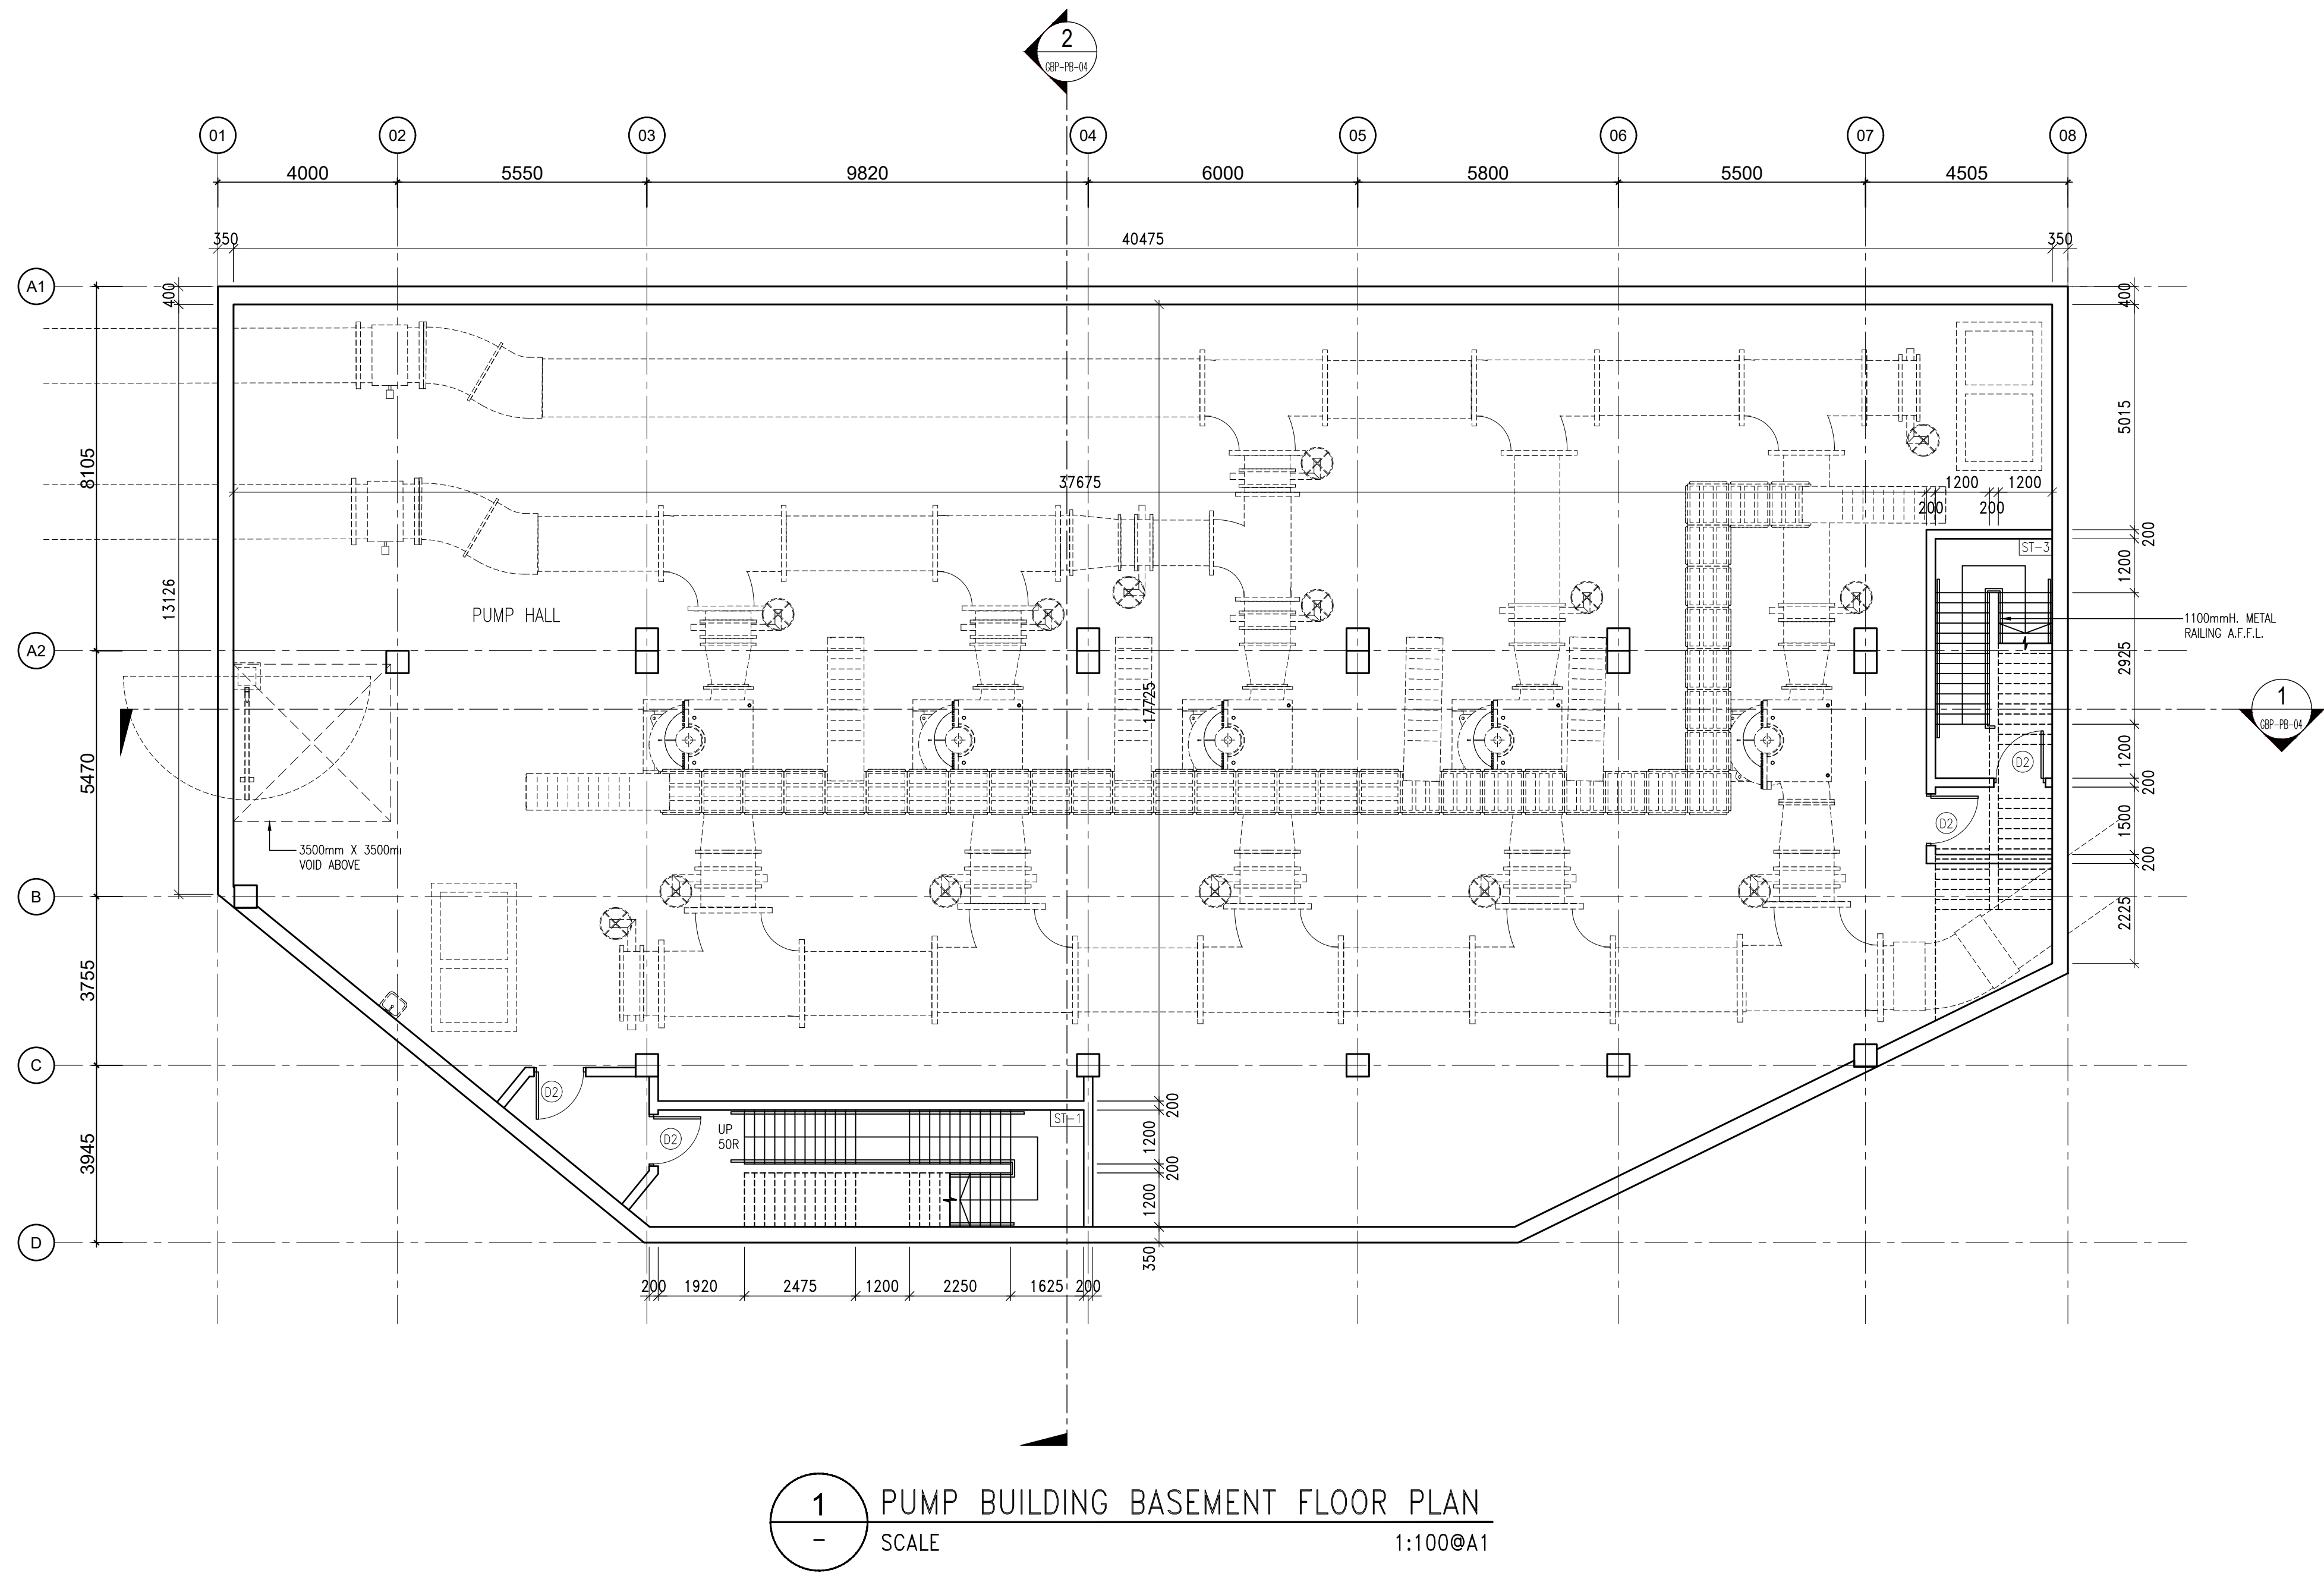 2
GBP-PB-04
01 02 03 04 05 06 07 08
4000 5550 9820 6000 5800 5500 4505
350 40475 350
A1
400
400
5015
8105
37675
1200 1200
200 200
200
ST-3
13126
1200
PUMP HALL
1100mmH. METAL
RAILING A.F.F.L.
A2
2925
17725
1
GBP-PB-04
5470
1200
D2
200
D2
1500
3500mm X 3500m
VOID ABOVE
200
B
2225
3755
C
D2
200
ST-1
UP
50R
D2
1200
3945
200
1200
D
350
200 1920 2475 1200 2250 1625 200
1
PUMP BUILDING BASEMENT FLOOR PLAN
–
SCALE 1:100@A1